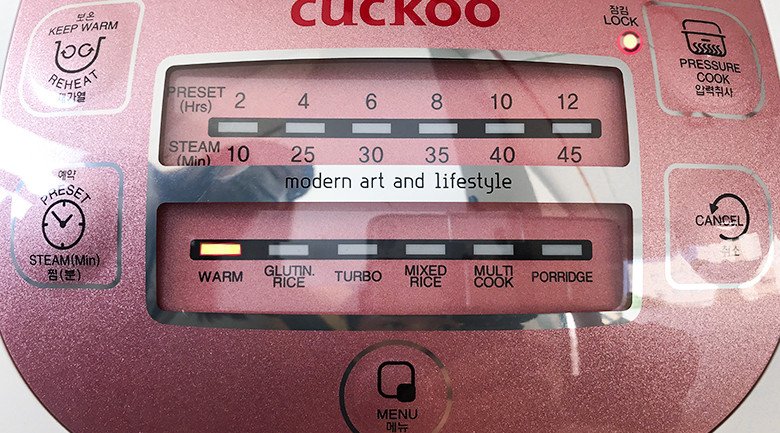 cuckoo
보온
KEEP WARM
REHEAT
재가열
잠김
LOCK
PRESSURE
COOK
압력취사
PRESET
(Hrs)
2 4 6 8 10 12
STEAM
(Min)
10 25 30 35 40 45
modern art and lifestyle
예약
PRESET
STEAM(Min)
찜(분)
CANCEL
취소
WARM
GLUTIN.
RICE
TURBO
MIXED
RICE
MULTI
COOK
PORRIDGE
MENU
메뉴